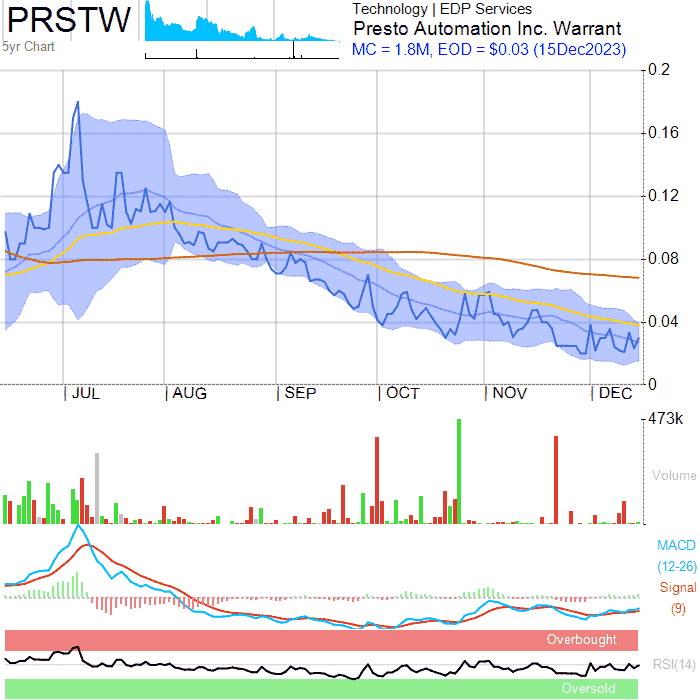 PRSTW
5yr Chart
Technology | EDP Services
Presto Automation Inc. Warrant
MC = 1.8M, EOD = $0.03 (15Dec2023)
0.2
0.16
0.12
0.08
0.04
0
JUL AUG SEP OCT NOV DEC
473k
Volume
MACD
(12-26)
Signal
(9)
Overbought
RSI(14)
Oversold